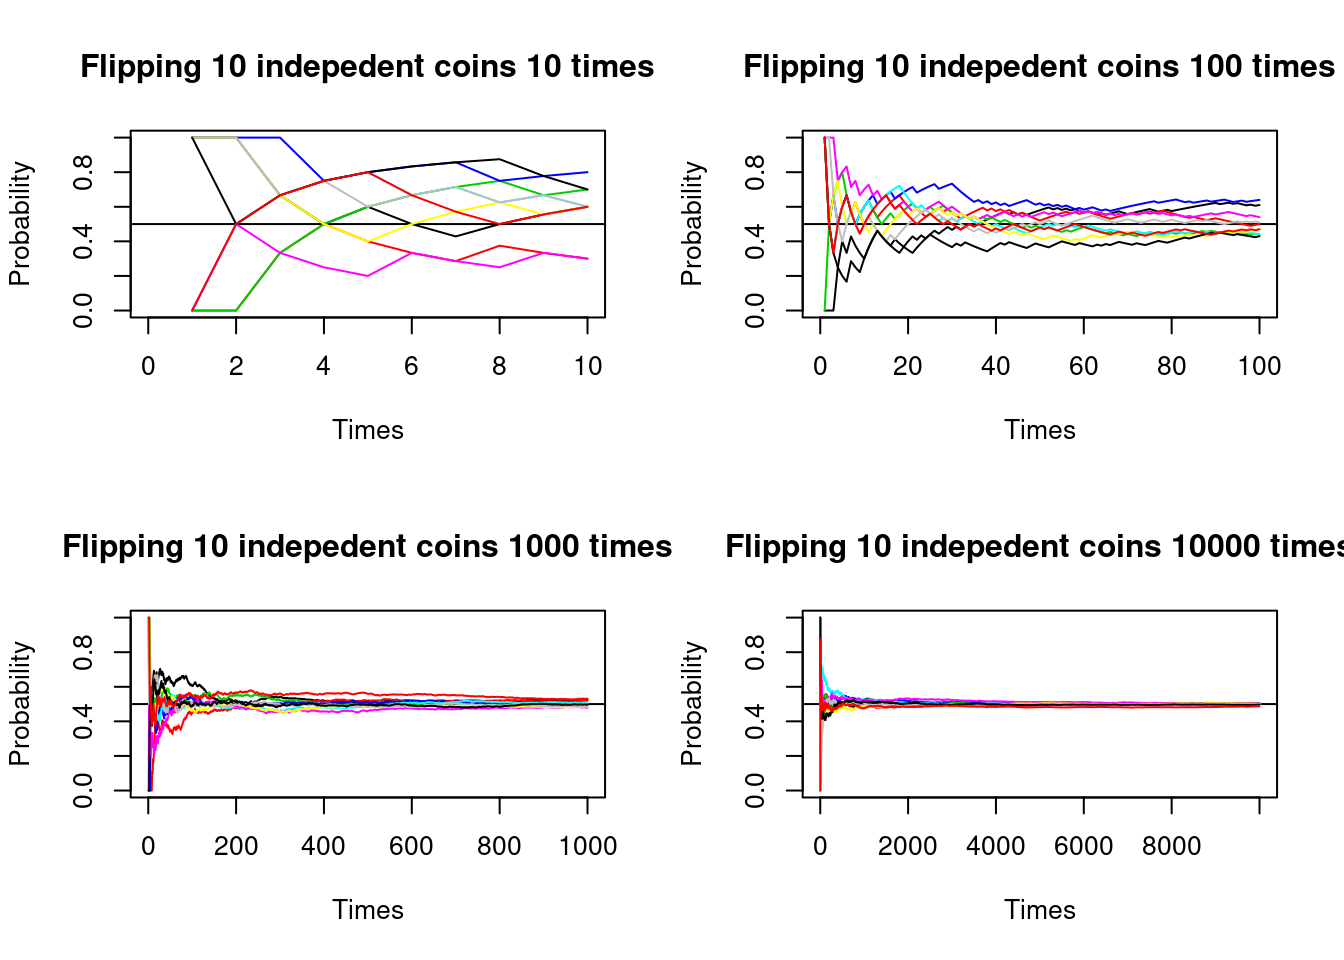 Flipping 10 indepedent coins 10 times
Probability
0.0 0.4 0.8
0 2 4 6 8 10
Times
Flipping 10 indepedent coins 100 times
Probability
0.0 0.4 0.8
0 20 40 60 80 100
Times
Flipping 10 indepedent coins 1000 times
Probability
0.0 0.4 0.8
0 200 400 600 800 1000
Times
Flipping 10 indepedent coins 10000 times
Probability
0.0 0.4 0.8
0 2000 4000 6000 8000
Times